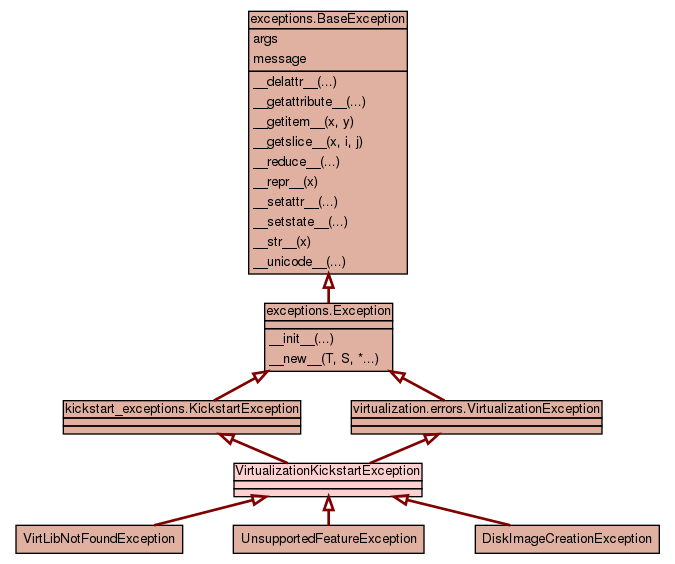 exceptions.BaseException
args
message
__delattr__(...)
__getattribute__(...)
__getitem__(x, y)
__getslice__(x, i, j)
__reduce__(...)
__repr__(x)
__setattr__(...)
__setstate__(...)
__str__(x)
__unicode__(...)
exceptions.Exception
__init__(...)
__new__(T, S, *...)
kickstart_exceptions.KickstartException
virtualization.errors.VirtualizationException
VirtualizationKickstartException
VirtLibNotFoundException
UnsupportedFeatureException
DiskImageCreationException